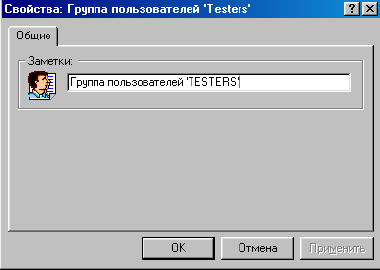 Свойства: Группа пользователей 'Testers'
Общие
Заметки:
Группа пользователей 'TESTERS'
OK
Отмена
Применить